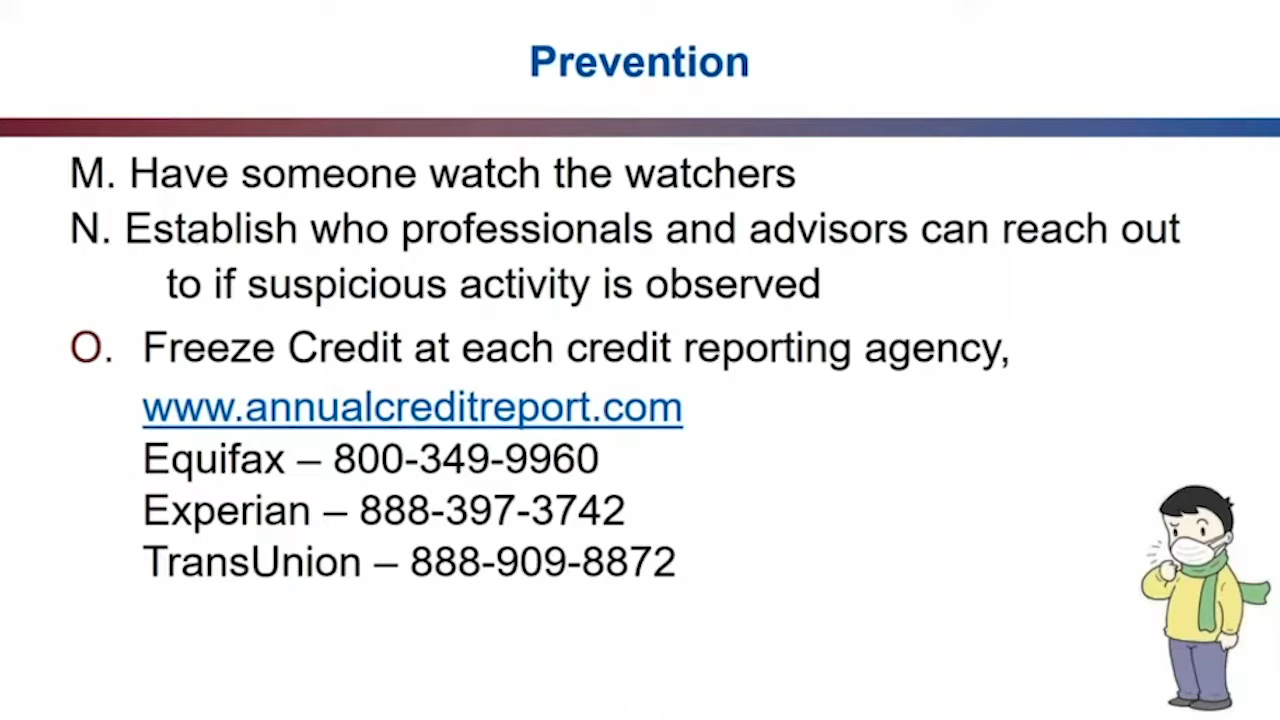 Prevention
M. Have someone watch the watchers
N. Establish who professionals and advisors can reach out
to if suspicious activity is observed
O. Freeze Credit at each credit reporting agency,
www.annualcreditreport.com
Equifax – 800-349-9960
Experian – 888-397-3742
TransUnion – 888-909-8872